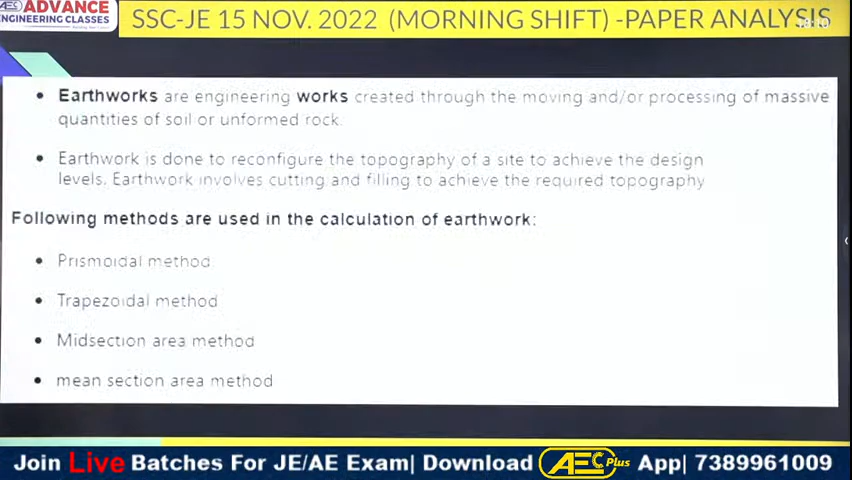 AEC ADVANCE
ENGINEERING CLASSES
SSC-JE 15 NOV. 2022 (MORNING SHIFT) -PAPER ANALYSIS
• Earthworks are engineering works created through the moving and/or processing of massive
quantities of soil or unformed rock.
• Earthwork is done to reconfigure the topography of a site to achieve the design
levels. Earthwork involves cutting and filling to achieve the required topography
Following methods are used in the calculation of earthwork:
• Prismoidal method
• Trapezoidal method
• Midsection area method
• mean section area method
Join Live Batches For JE/AE Exam| Download AEC Plus App| 7389961009